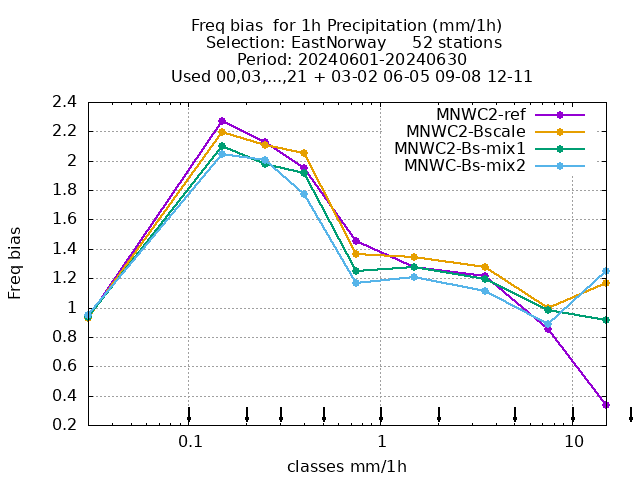 Freq bias  for 1h Precipitation (mm/1h)
Selection: EastNorway     52 stations
Period: 20240601-20240630
Used 00,03,...,21 + 03-02 06-05 09-08 12-11
MNWC2-ref
MNWC2-Bscale
MNWC2-Bs-mix1
MNWC-Bs-mix2
2.4
2.2
2
1.8
1.6
1.4
1.2
1
0.8
0.6
0.4
0.2
Freq bias
0.1 1 10
classes mm/1h